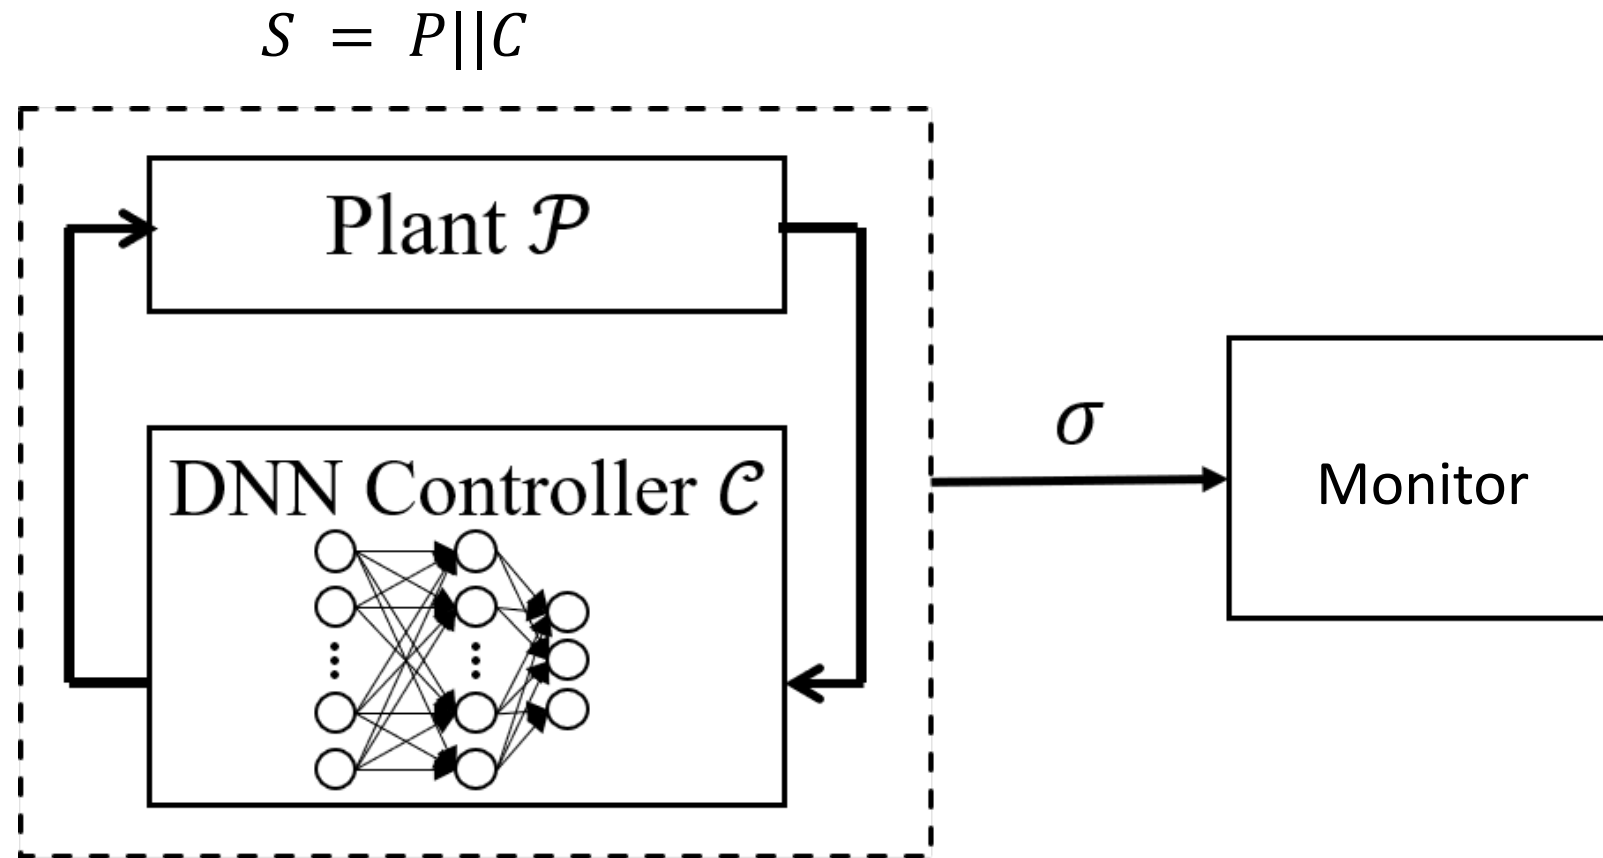 S = P||C
Plant 𝒫
σ
DNN Controller 𝒞
Monitor